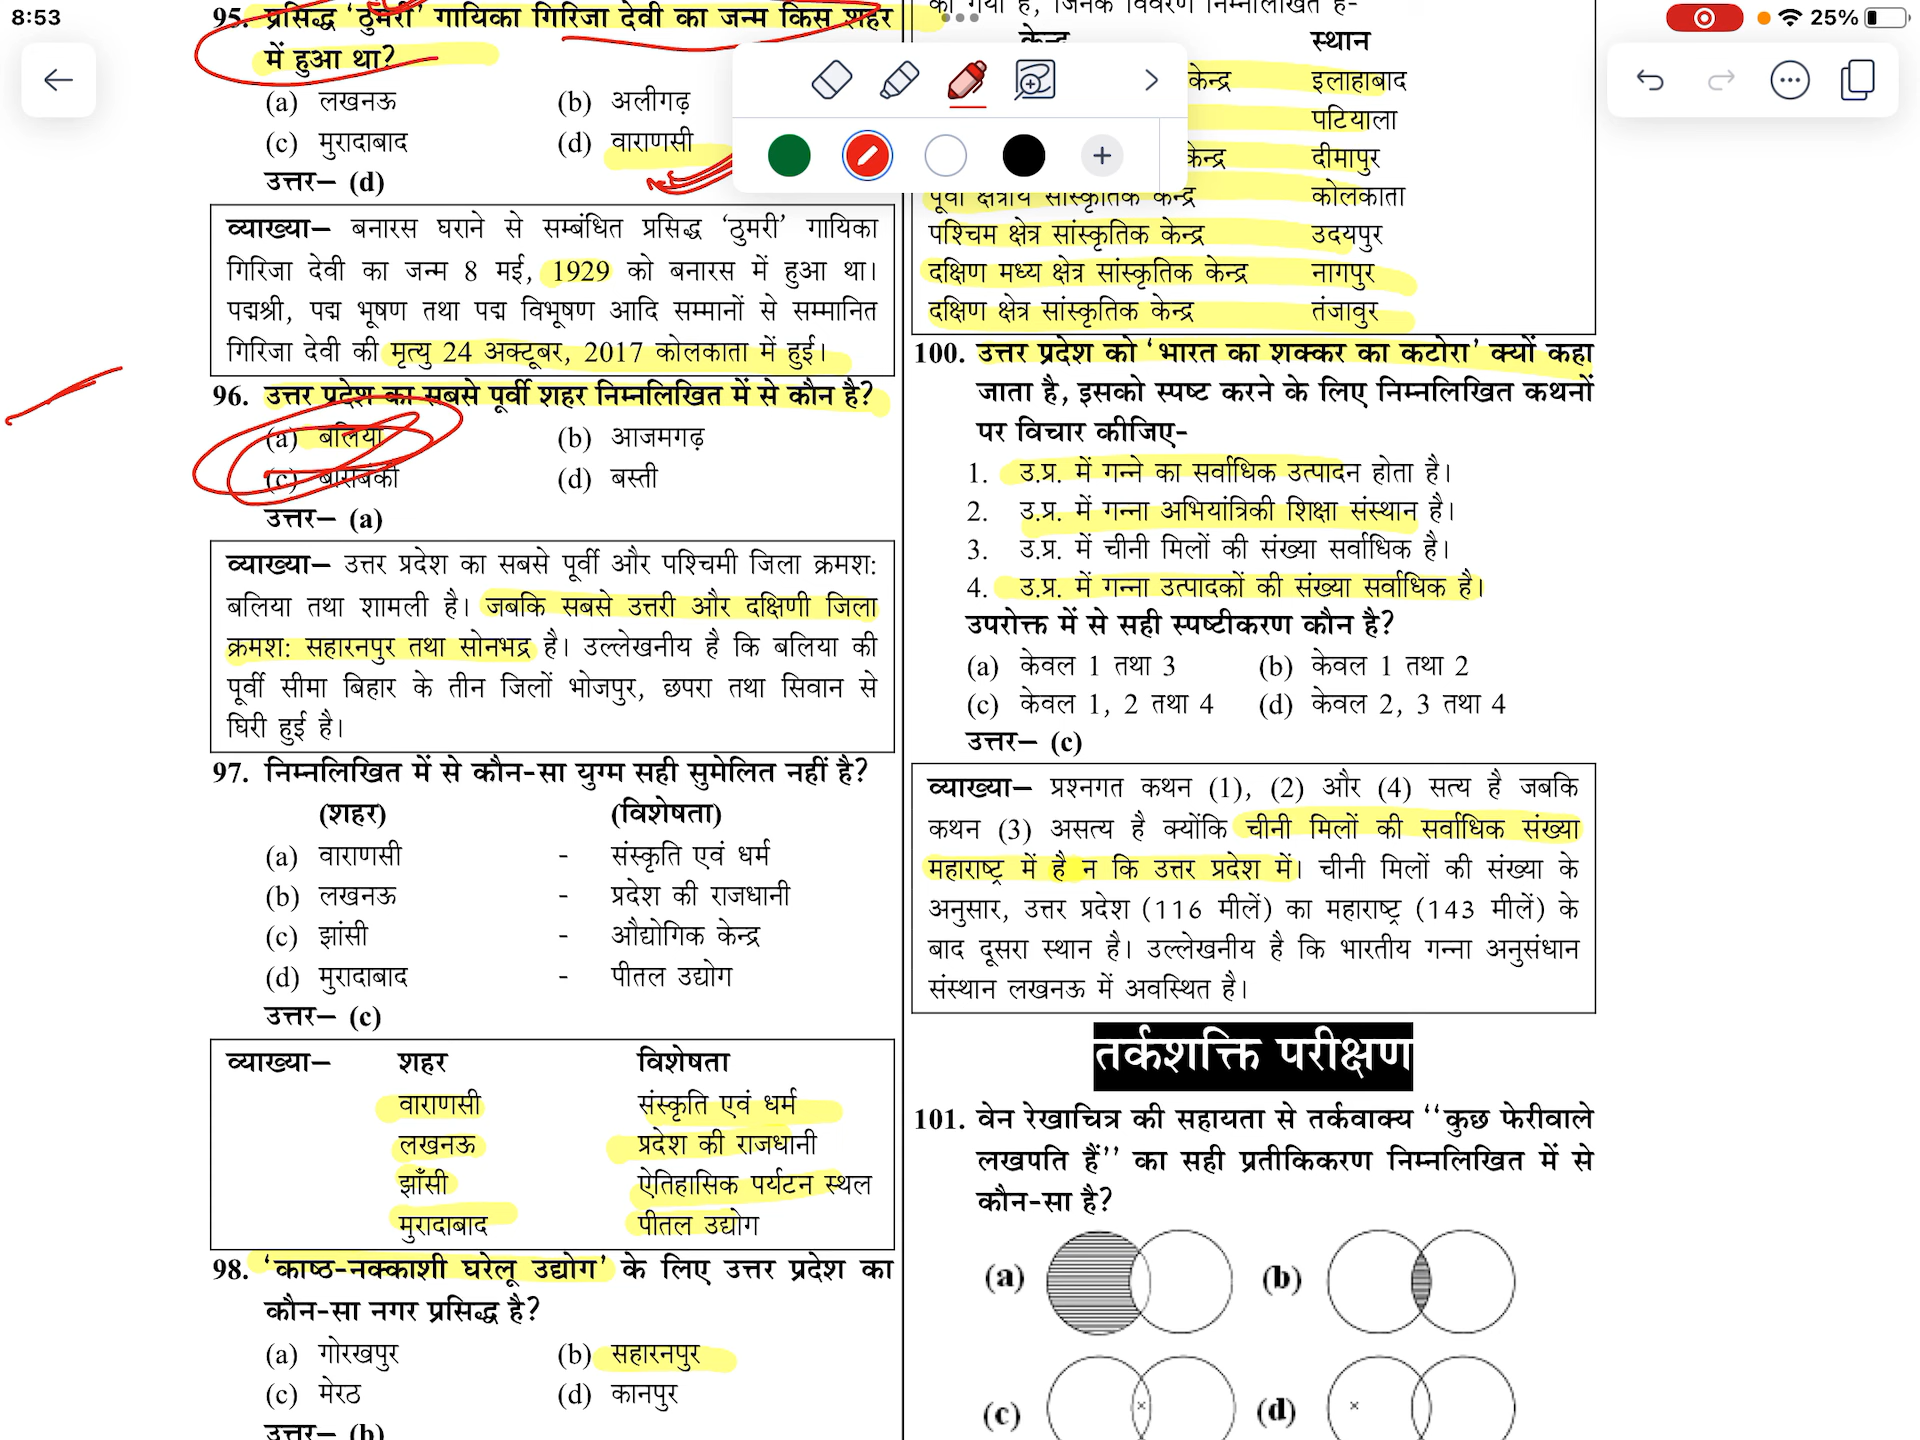 8:53
25%
95. प्रसिद्ध ‘ठुमरी’ गायिका गिरिजा देवी का जन्म किस शहर
में हुआ था?
(a) लखनऊ (b) अलीगढ़
(c) मुरादाबाद (d) वाराणसी
उत्तर– (d)
व्याख्या– बनारस घराने से सम्बंधित प्रसिद्ध ‘ठुमरी’ गायिका
गिरिजा देवी का जन्म 8 मई, 1929 को बनारस में हुआ था।
पद्मश्री, पद्म भूषण तथा पद्म विभूषण आदि सम्मानों से सम्मानित
गिरिजा देवी की मृत्यु 24 अक्टूबर, 2017 कोलकाता में हुई।
96. उत्तर प्रदेश का सबसे पूर्वी शहर निम्नलिखित में से कौन है?
(a) बलिया (b) आजमगढ़
(c) बाराबंकी (d) बस्ती
उत्तर– (a)
व्याख्या– उत्तर प्रदेश का सबसे पूर्वी और पश्चिमी जिला क्रमश:
बलिया तथा शामली है। जबकि सबसे उत्तरी और दक्षिणी जिला
क्रमश: सहारनपुर तथा सोनभद्र है। उल्लेखनीय है कि बलिया की
पूर्वी सीमा बिहार के तीन जिलों भोजपुर, छपरा तथा सिवान से
घिरी हुई है।
97. निम्नलिखित में से कौन-सा युग्म सही सुमेलित नहीं है?
(शहर) (विशेषता)
(a) वाराणसी - संस्कृति एवं धर्म
(b) लखनऊ - प्रदेश की राजधानी
(c) झांसी - औद्योगिक केन्द्र
(d) मुरादाबाद - पीतल उद्योग
उत्तर– (c)
व्याख्या– शहर विशेषता
वाराणसी संस्कृति एवं धर्म
लखनऊ प्रदेश की राजधानी
झाँसी ऐतिहासिक पर्यटन स्थल
मुरादाबाद पीतल उद्योग
98. ‘काष्ठ-नक्काशी घरेलू उद्योग’ के लिए उत्तर प्रदेश का
कौन-सा नगर प्रसिद्ध है?
(a) गोरखपुर (b) सहारनपुर
(c) मेरठ (d) कानपुर
उत्तर– (b)
स्थान
केन्द्र इलाहाबाद
पटियाला
केन्द्र दीमापुर
पूर्वी क्षेत्रीय सांस्कृतिक केन्द्र कोलकाता
पश्चिम क्षेत्र सांस्कृतिक केन्द्र उदयपुर
दक्षिण मध्य क्षेत्र सांस्कृतिक केन्द्र नागपुर
दक्षिण क्षेत्र सांस्कृतिक केन्द्र तंजावुर
100. उत्तर प्रदेश को ‘भारत का शक्कर का कटोरा’ क्यों कहा
जाता है, इसको स्पष्ट करने के लिए निम्नलिखित कथनों
पर विचार कीजिए-
1. उ.प्र. में गन्ने का सर्वाधिक उत्पादन होता है।
2. उ.प्र. में गन्ना अभियांत्रिकी शिक्षा संस्थान है।
3. उ.प्र. में चीनी मिलों की संख्या सर्वाधिक है।
4. उ.प्र. में गन्ना उत्पादकों की संख्या सर्वाधिक है।
उपरोक्त में से सही स्पष्टीकरण कौन है?
(a) केवल 1 तथा 3 (b) केवल 1 तथा 2
(c) केवल 1, 2 तथा 4 (d) केवल 2, 3 तथा 4
उत्तर– (c)
व्याख्या– प्रश्नगत कथन (1), (2) और (4) सत्य है जबकि
कथन (3) असत्य है क्योंकि चीनी मिलों की सर्वाधिक संख्या
महाराष्ट्र में है न कि उत्तर प्रदेश में। चीनी मिलों की संख्या के
अनुसार, उत्तर प्रदेश (116 मीलें) का महाराष्ट्र (143 मीलें) के
बाद दूसरा स्थान है। उल्लेखनीय है कि भारतीय गन्ना अनुसंधान
संस्थान लखनऊ में अवस्थित है।
तर्कशक्ति परीक्षण
101. वेन रेखाचित्र की सहायता से तर्कवाक्य ‘‘कुछ फेरीवाले
लखपति हैं’’ का सही प्रतीकिकरण निम्नलिखित में से
कौन-सा है?
(a) (b)
(c) (d)